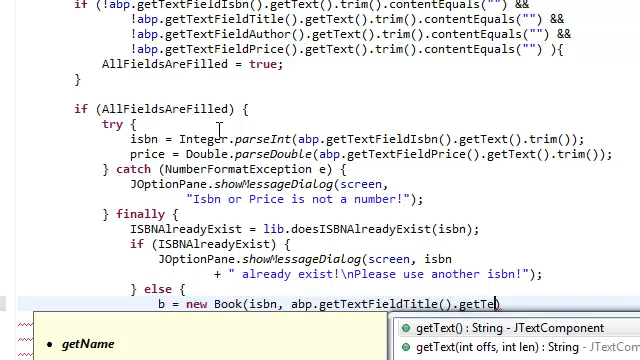 if (!abp.getTextFieldIsbn().getText().trim().contentEquals("") &&
!abp.getTextFieldTitle().getText().trim().contentEquals("") &&
!abp.getTextFieldAuthor().getText().trim().contentEquals("") &&
!abp.getTextFieldPrice().getText().trim().contentEquals("") ){
AllFieldsAreFilled = true;
}
if (AllFieldsAreFilled) {
try {
isbn = Integer.parseInt(abp.getTextFieldIsbn().getText().trim());
price = Double.parseDouble(abp.getTextFieldPrice().getText().trim());
} catch (NumberFormatException e) {
JOptionPane.showMessageDialog(screen,
"Isbn or Price is not a number!");
} finally {
ISBNAlreadyExist = lib.doesISBNAlreadyExist(isbn);
if (ISBNAlreadyExist) {
JOptionPane.showMessageDialog(screen, isbn
+ " already exist!\nPlease use another isbn!");
} else {
b = new Book(isbn, abp.getTextFieldTitle().getTe)
• getName
getText() : String - JTextComponent
getText(int offs, int len) : String - JTextComponent